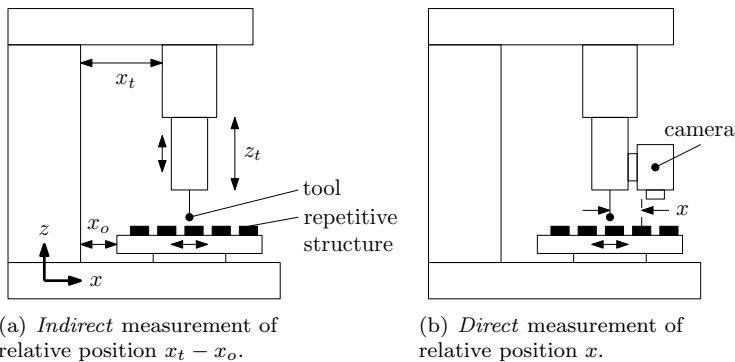 x_t
z_t
tool
repetitive
structure
x_o
z
x
camera
x
(a) Indirect measurement of
relative position x_t − x_o.
(b) Direct measurement of
relative position x.